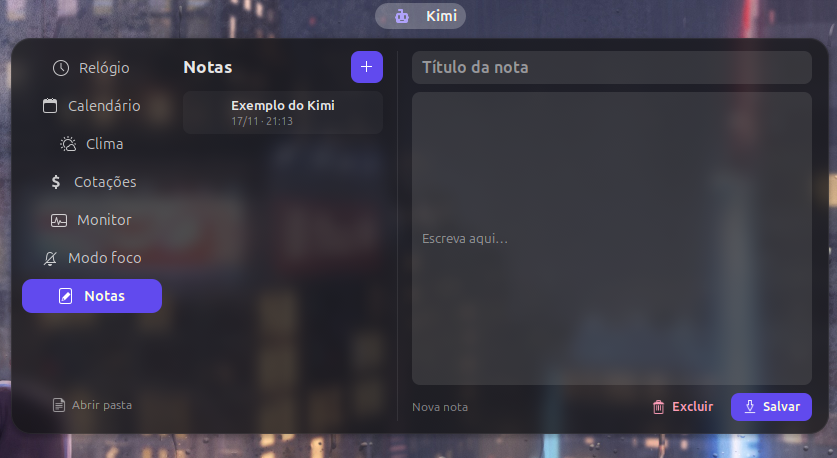 Kimi
Relógio
Calendário
Clima
Cotações
Monitor
Modo foco
Notas
Abrir pasta
Notas
+
Exemplo do Kimi
17/11 · 21:13
Título da nota
Escreva aqui...
Nova nota
Excluir
Salvar